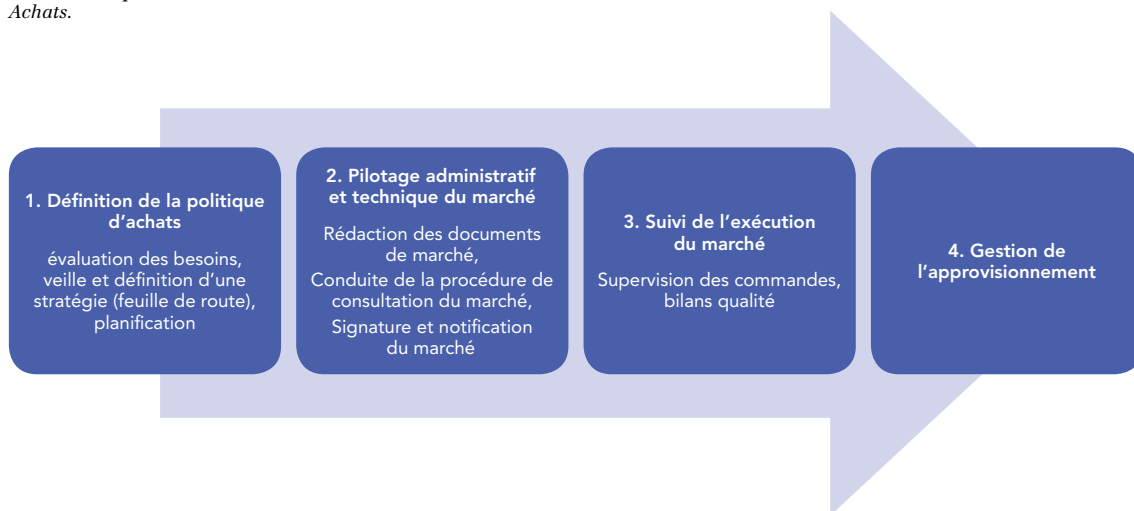 Achats.
1. Définition de la politique
d’achats
évaluation des besoins,
veille et définition d’une
stratégie (feuille de route),
planification
2. Pilotage administratif
et technique du marché
Rédaction des documents
de marché,
Conduite de la procédure de
consultation du marché,
Signature et notification
du marché
3. Suivi de l’exécution
du marché
Supervision des commandes,
bilans qualité
4. Gestion de
l’approvisionnement